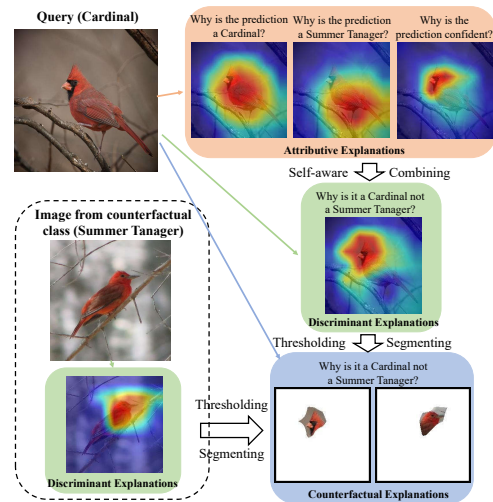 Query (Cardinal)
Why is the prediction
a Cardinal?
Why is the prediction
a Summer Tanager?
Why is the
prediction confident?
Attributive Explanations
Self-aware
Combining
Why is it a Cardinal not
a Summer Tanager?
Discriminant Explanations
Image from counterfactual
class (Summer Tanager)
Discriminant Explanations
Thresholding
Segmenting
Thresholding
Segmenting
Why is it a Cardinal not
a Summer Tanager?
Counterfactual Explanations